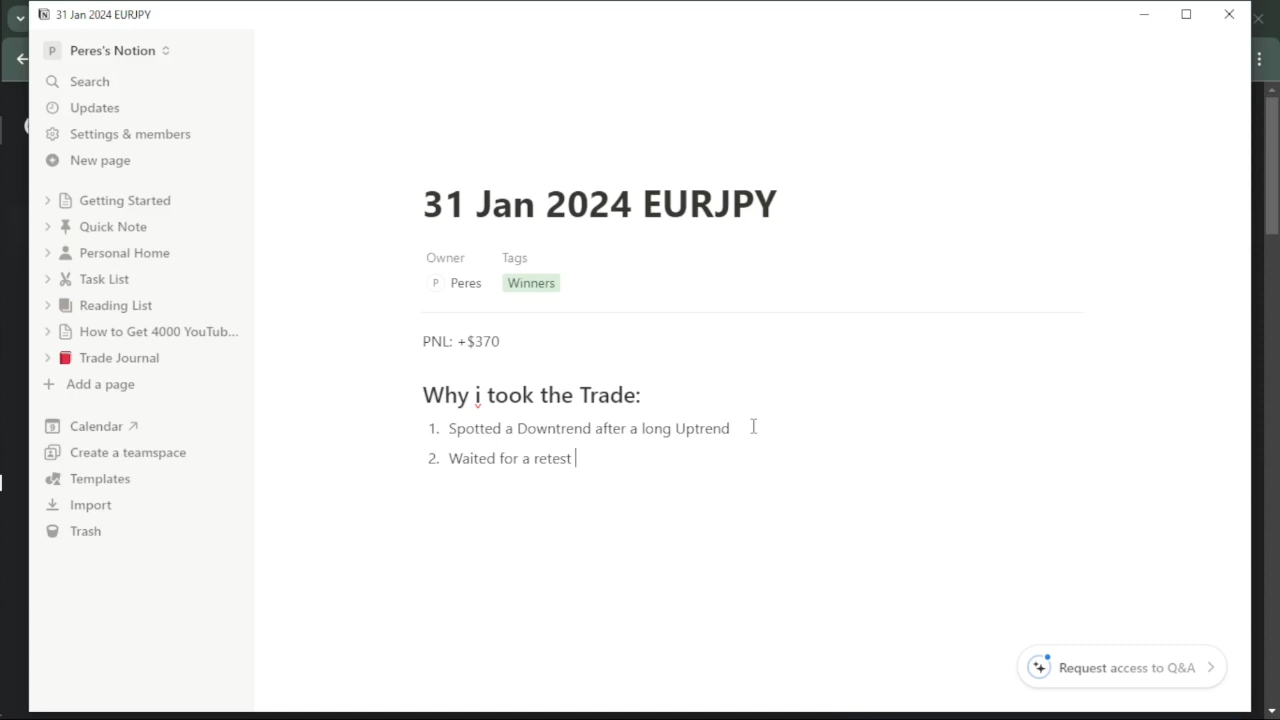 31 Jan 2024 EURJPY
P Peres's Notion
Search
Updates
Settings & members
New page
Getting Started
Quick Note
Personal Home
Task List
Reading List
How to Get 4000 YouTub...
Trade Journal
Add a page
9 Calendar
Create a teamspace
Templates
Import
Trash
31 Jan 2024 EURJPY
Owner Tags
P Peres Winners
PNL: +$370
Why i took the Trade:
1. Spotted a Downtrend after a long Uptrend
2. Waited for a retest
Request access to Q&A